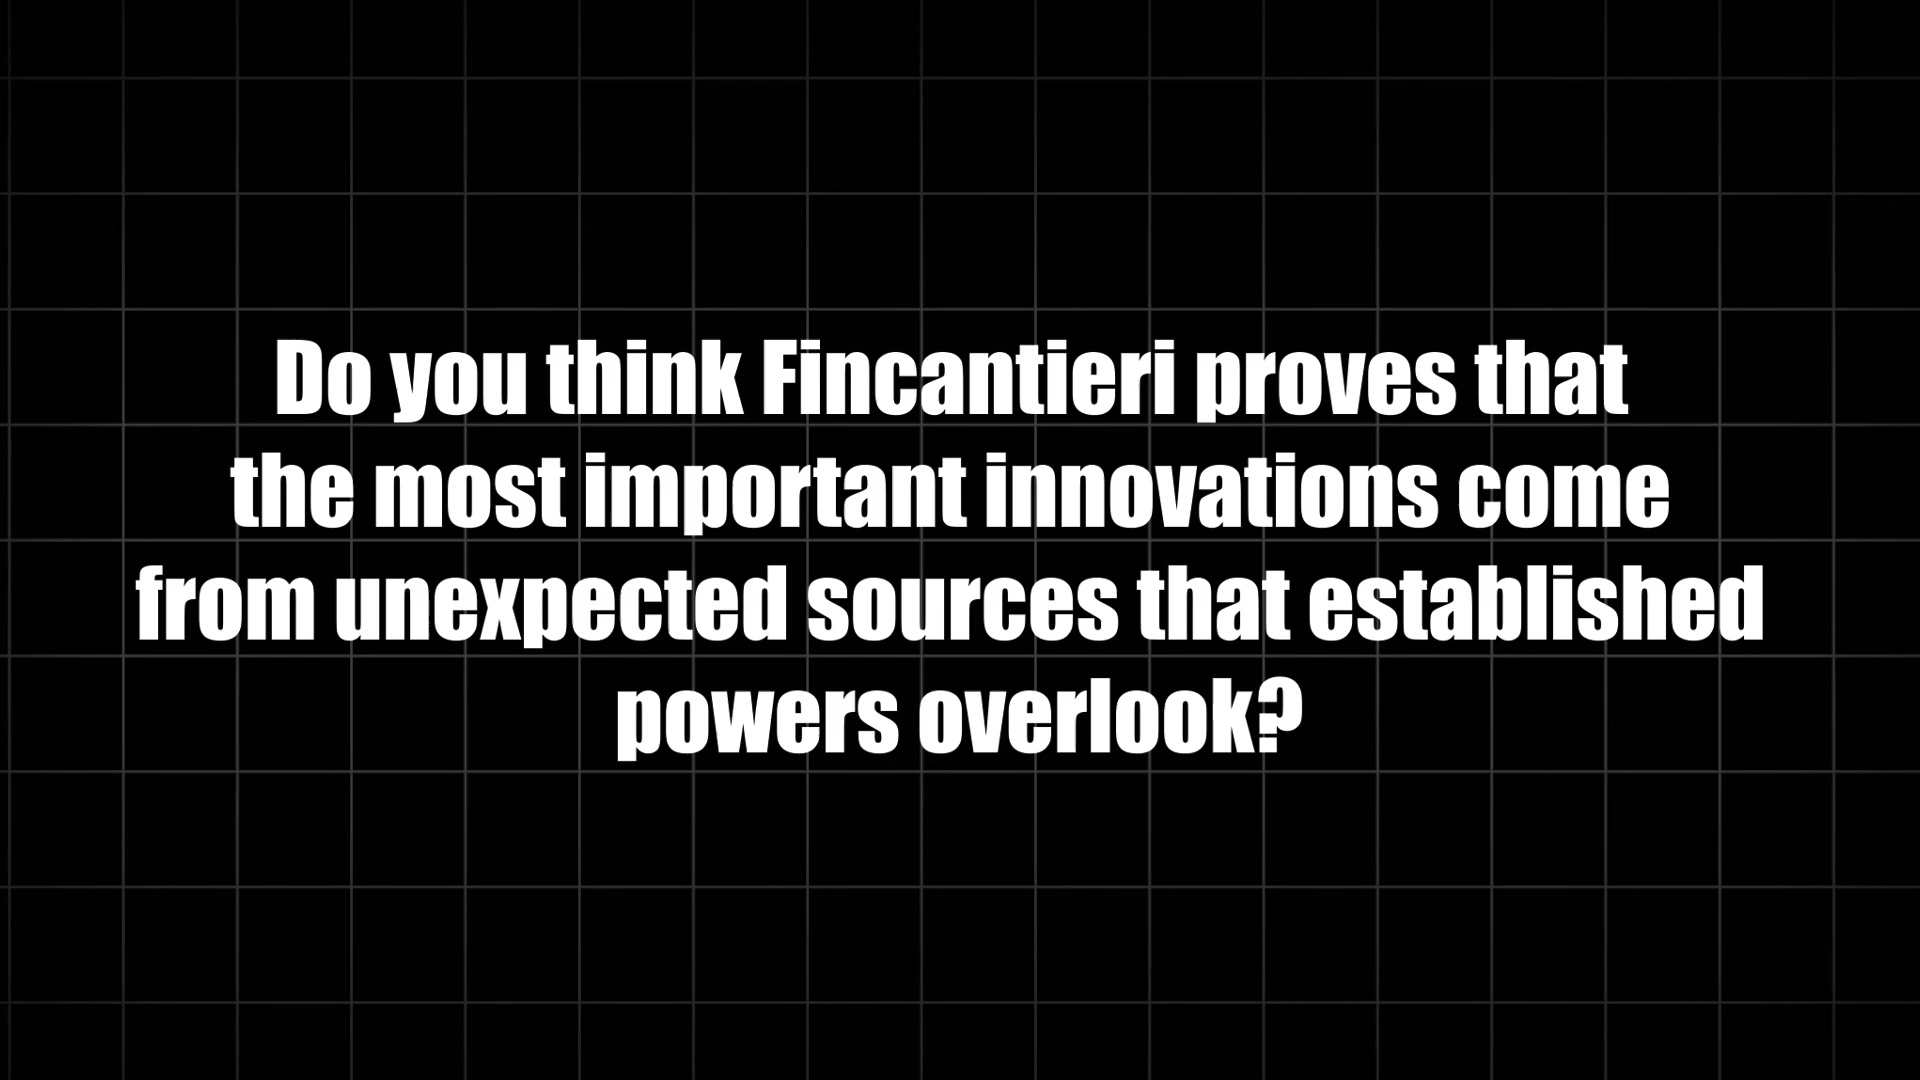 Do you think Fincantieri proves that
the most important innovations come
from unexpected sources that established
powers overlook?